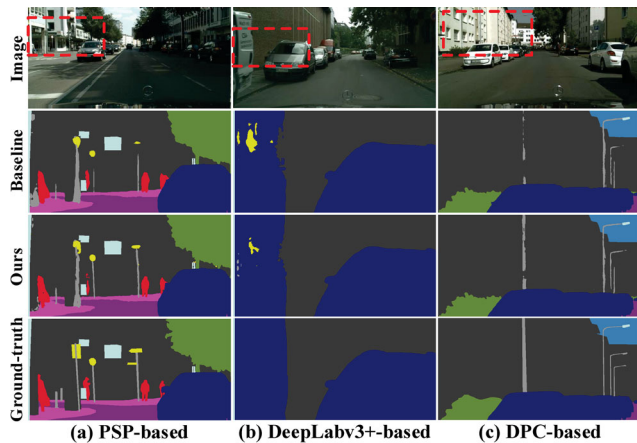 Image
Baseline
Ours
Ground-truth
(a) PSP-based
(b) DeepLabv3+-based
(c) DPC-based